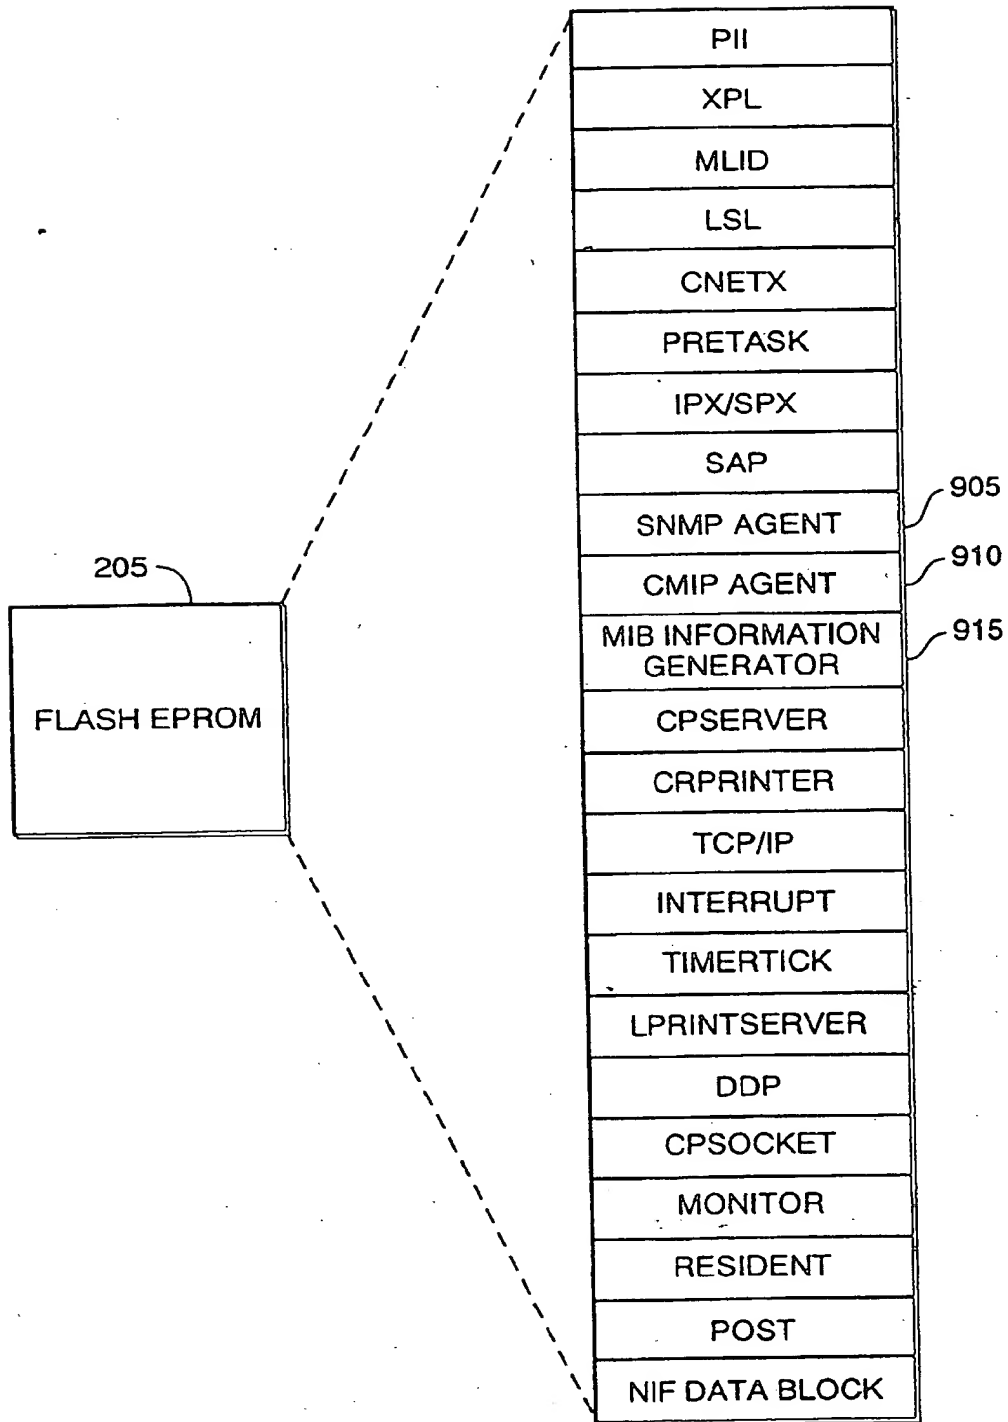 PII
XPL
MLID
LSL
CNETX
PRETASK
IPX/SPX
SAP
905
SNMP AGENT
205
910
CMIP AGENT
915
MIB INFORMATION
GENERATOR
FLASH EPROM
CPSERVER
CRPRINTER
TCP/IP
INTERRUPT
TIMERTICK
LPRINTSERVER
DDP
CPSOCKET
MONITOR
RESIDENT
POST
NIF DATA BLOCK